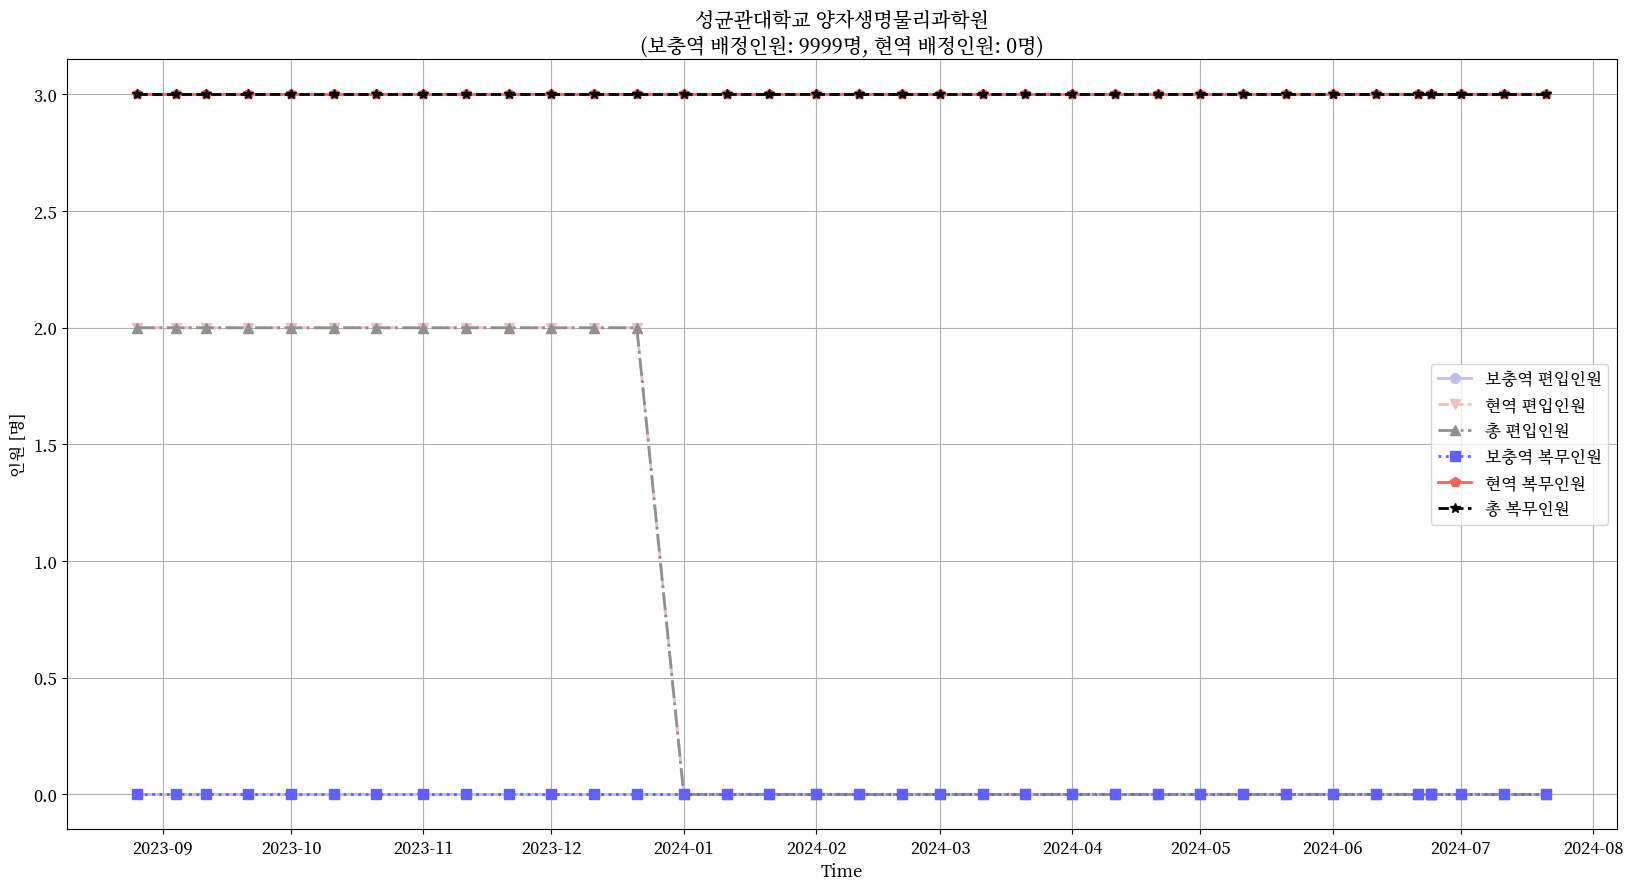 성균관대학교 양자생명물리과학원
(보충역 배정인원: 9999명, 현역 배정인원: 0명)
인원 [명]
3.0
2.5
2.0
1.5
1.0
0.5
0.0
보충역 편입인원
현역 편입인원
총 편입인원
보충역 복무인원
현역 복무인원
총 복무인원
2023-09
2023-10
2023-11
2023-12
2024-01
2024-02
2024-03
2024-04
2024-05
2024-06
2024-07
2024-08
Time